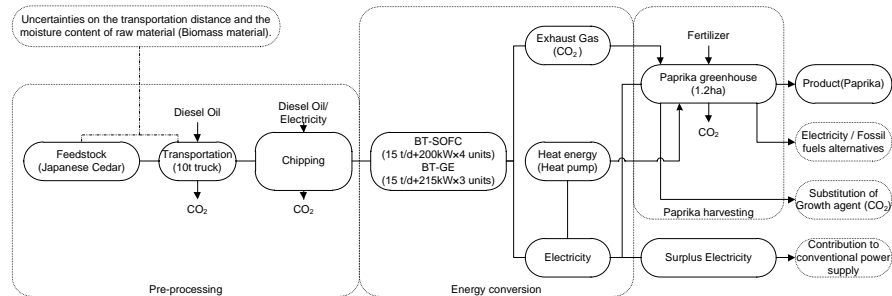 Uncertainties on the transportation distance and the
moisture content of raw material (Biomass material).
Diesel Oil
Diesel Oil/
Electricity
Feedstock
(Japanese Cedar)
Transportation
(10t truck)
Chipping
CO₂
CO₂
Pre-processing
BT-SOFC
(15 t/d+200kW×4 units)
BT-GE
(15 t/d+215kW×3 units)
Exhaust Gas
(CO₂)
Heat energy
(Heat pump)
Electricity
Energy conversion
Fertilizer
Paprika greenhouse
(1.2ha)
CO₂
Paprika harvesting
Surplus Electricity
Product(Paprika)
Electricity / Fossil
fuels alternatives
Substitution of
Growth agent (CO₂)
Contribution to
conventional power
supply